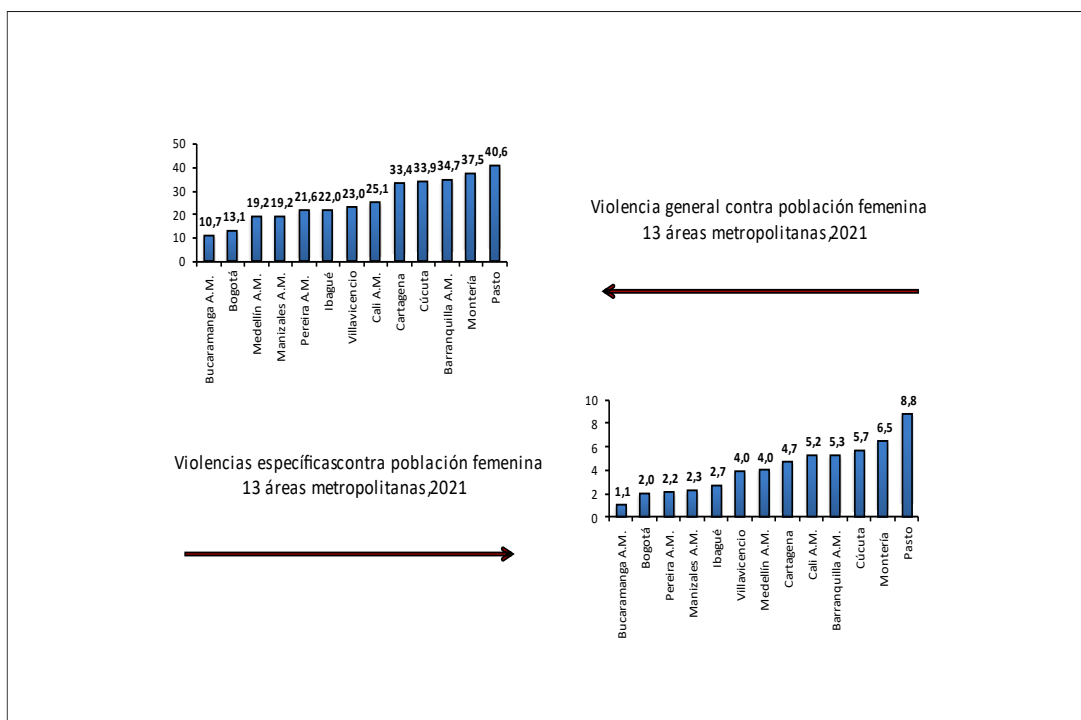 50
40
30
20
10
0
10,7
13,1
19,2
19,2
21,6
22,0
23,0
25,1
33,4
33,9
34,7
37,5
40,6
Bucaramanga A.M.
Bogotá
Medellín A.M.
Manizales A.M.
Pereira A.M.
Ibagué
Villavicencio
Cali A.M.
Cartagena
Cúcuta
Barranquilla A.M.
Montería
Pasto
Violencia general contra población femenina
13 áreas metropolitanas,2021
Violencias específicascontra población femenina
13 áreas metropolitanas,2021
10
8
6
4
2
0
1,1
2,0
2,2
2,3
2,7
4,0
4,0
4,7
5,2
5,3
5,7
6,5
8,8
Bucaramanga A.M.
Bogotá
Pereira A.M.
Manizales A.M.
Ibagué
Villavicencio
Medellín A.M.
Cartagena
Cali A.M.
Barranquilla A.M.
Cúcuta
Montería
Pasto